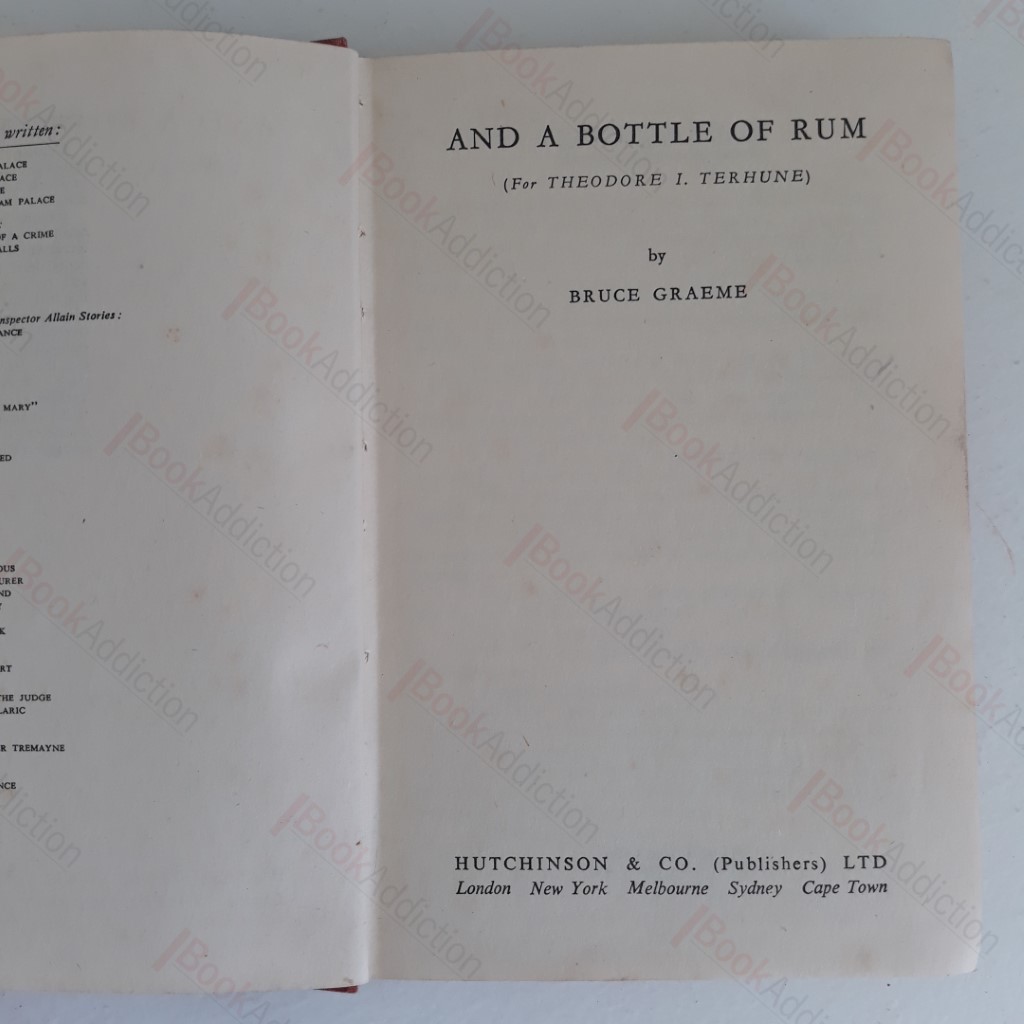 written:
ALACE
ACE
E
AM PALACE
F A CRIME
ALLS
nspector Allain Stories:
ANCE
MARY"
ED
OUS
URER
ND
Y
K
RT
THE JUDGE
LARIC
R TREMAYNE
NCE
AND A BOTTLE OF RUM
(For THEODORE I. TERHUNE)
by
BRUCE GRAEME
HUTCHINSON & CO. (Publishers) LTD
London New York Melbourne Sydney Cape Town
BookAddiction